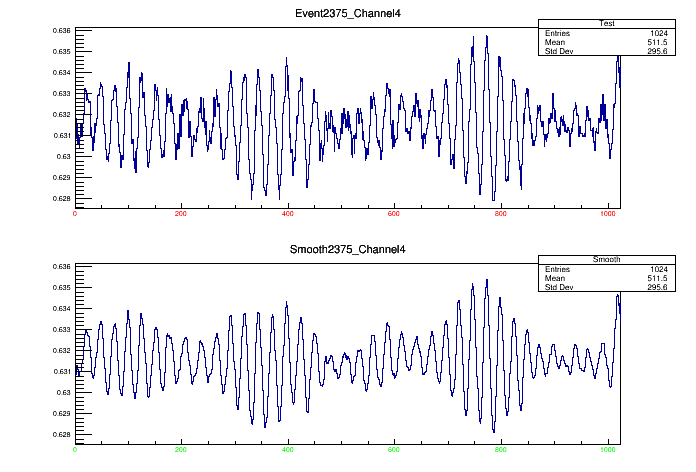 Event2375_Channel4
Test
Entries 1024
Mean 511.5
Std Dev 295.6
0.636
0.635
0.634
0.633
0.632
0.631
0.63
0.629
0.628
0 200 400 600 800 1000
Smooth2375_Channel4
Smooth
Entries 1024
Mean 511.5
Std Dev 295.6
0.636
0.635
0.634
0.633
0.632
0.631
0.63
0.629
0.628
0 200 400 600 800 1000